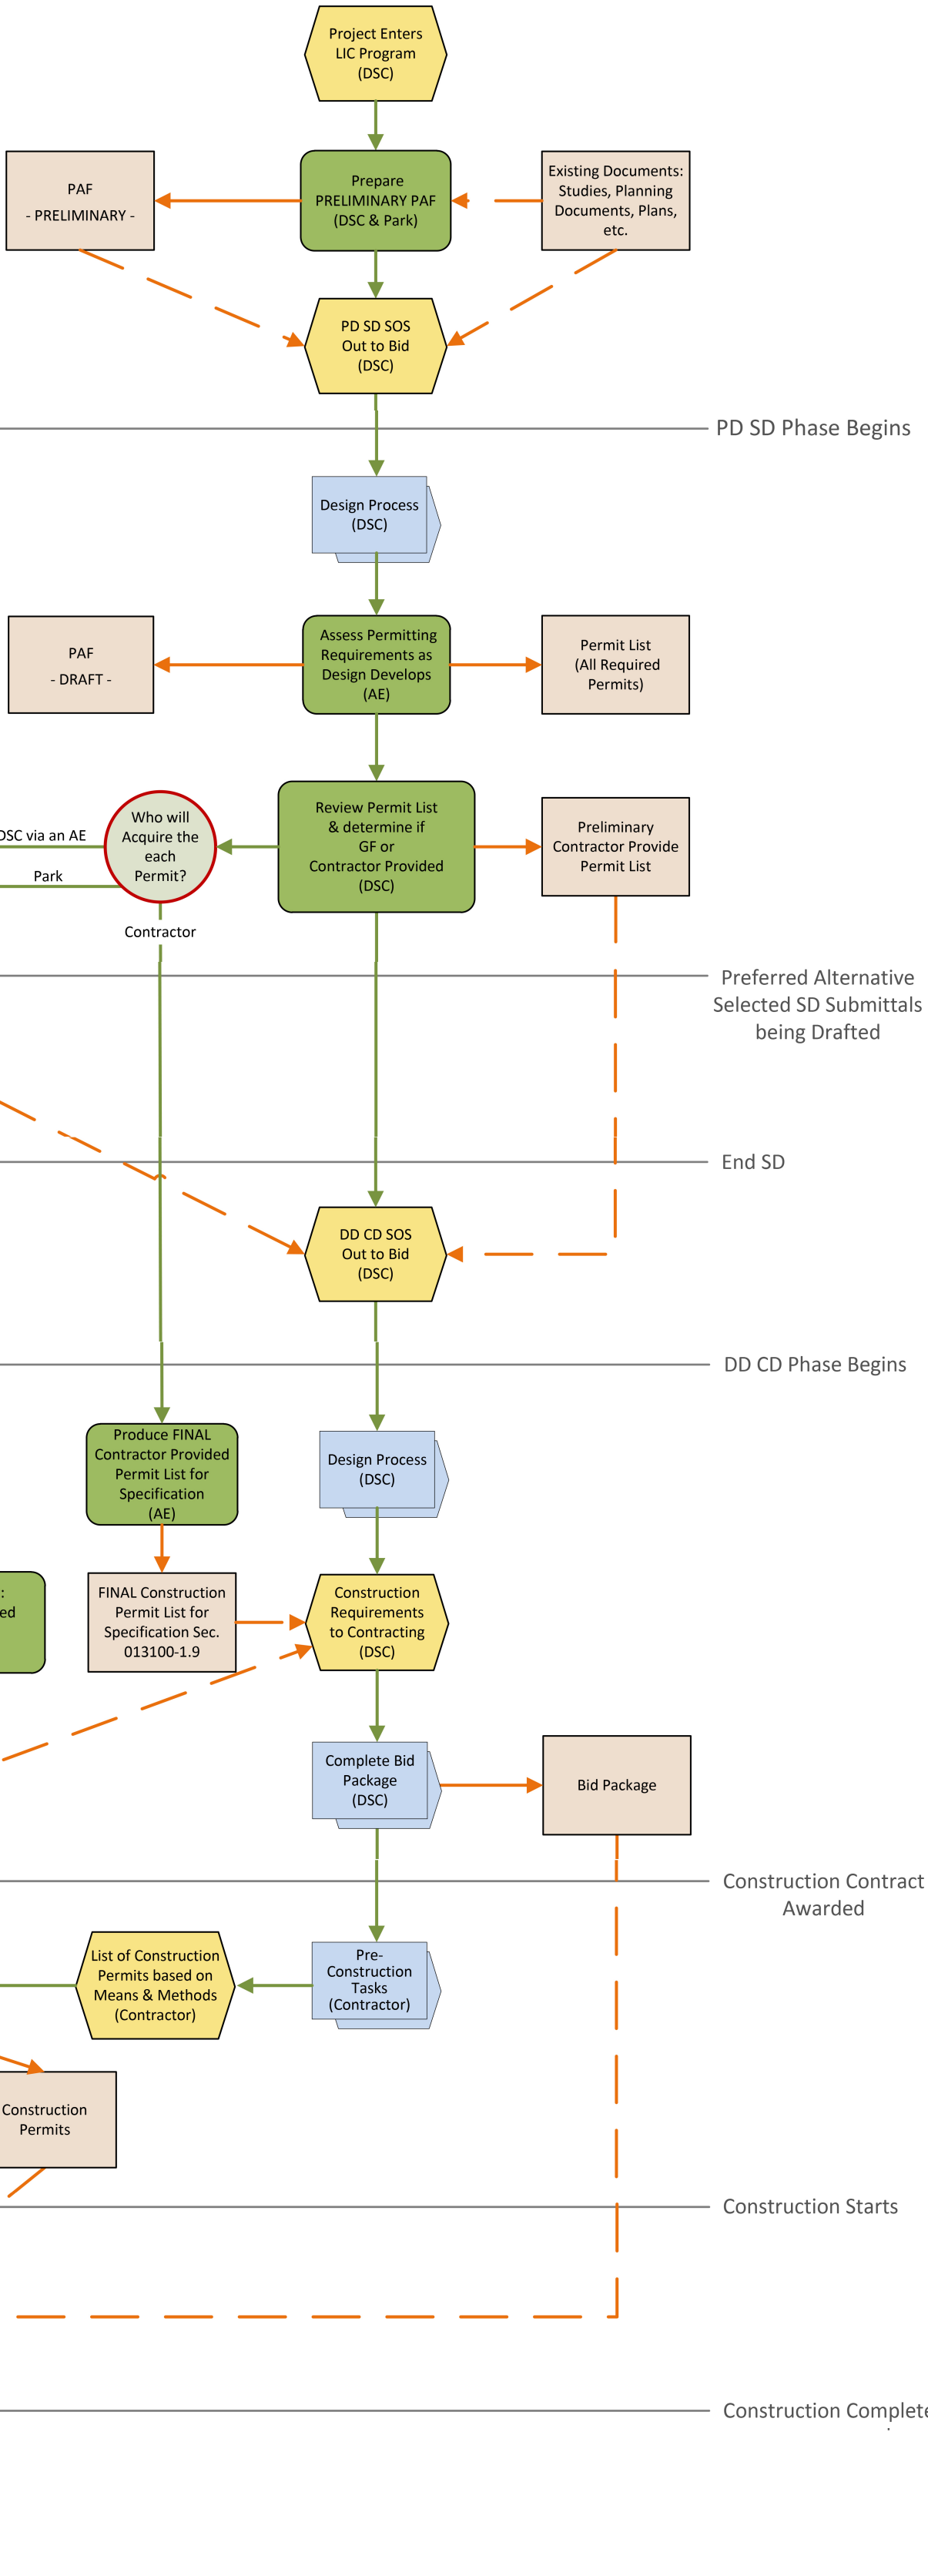 Project Enters
LIC Program
(DSC)
PAF
- PRELIMINARY -
Prepare
PRELIMINARY PAF
(DSC & Park)
Existing Documents:
Studies, Planning
Documents, Plans,
etc.
PD SD SOS
Out to Bid
(DSC)
PD SD Phase Begins
Design Process
(DSC)
PAF
- DRAFT -
Assess Permitting
Requirements as
Design Develops
(AE)
Permit List
(All Required
Permits)
DSC via an AE
Park
Who will
Acquire the
each
Permit?
Contractor
Review Permit List
& determine if
GF or
Contractor Provided
(DSC)
Preliminary
Contractor Provide
Permit List
Preferred Alternative
Selected SD Submittals
being Drafted
End SD
DD CD SOS
Out to Bid
(DSC)
DD CD Phase Begins
Produce FINAL
Contractor Provided
Permit List for
Specification
(AE)
Design Process
(DSC)
:
ed
FINAL Construction
Permit List for
Specification Sec.
013100-1.9
Construction
Requirements
to Contracting
(DSC)
Complete Bid
Package
(DSC)
Bid Package
Construction Contract
Awarded
List of Construction
Permits based on
Means & Methods
(Contractor)
Pre-
Construction
Tasks
(Contractor)
Construction
Permits
Construction Starts
Construction Complete